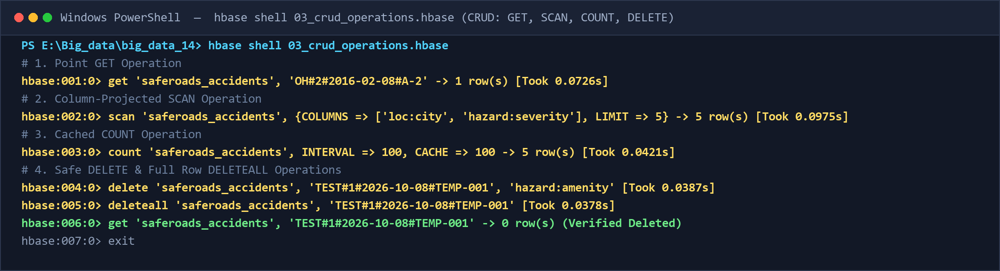 Windows PowerShell — hbase shell 03_crud_operations.hbase (CRUD: GET, SCAN, COUNT, DELETE)
PS E:\Big_data\big_data_14> hbase shell 03_crud_operations.hbase
# 1. Point GET Operation
hbase:001:0> get 'saferoads_accidents', 'OH#2#2016-02-08#A-2' -> 1 row(s) [Took 0.0726s]
# 2. Column-Projected SCAN Operation
hbase:002:0> scan 'saferoads_accidents', {COLUMNS => ['loc:city', 'hazard:severity'], LIMIT => 5} -> 5 row(s) [Took 0.0975s]
# 3. Cached COUNT Operation
hbase:003:0> count 'saferoads_accidents', INTERVAL => 100, CACHE => 100 -> 5 row(s) [Took 0.0421s]
# 4. Safe DELETE & Full Row DELETEALL Operations
hbase:004:0> delete 'saferoads_accidents', 'TEST#1#2026-10-08#TEMP-001', 'hazard:amenity' [Took 0.0387s]
hbase:005:0> deleteall 'saferoads_accidents', 'TEST#1#2026-10-08#TEMP-001' [Took 0.0378s]
hbase:006:0> get 'saferoads_accidents', 'TEST#1#2026-10-08#TEMP-001' -> 0 row(s) (Verified Deleted)
hbase:007:0> exit